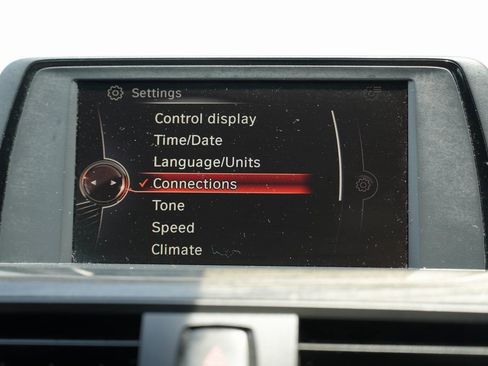 Settings
Control display
Time/Date
Language/Units
Connections
Tone
Speed
Climate